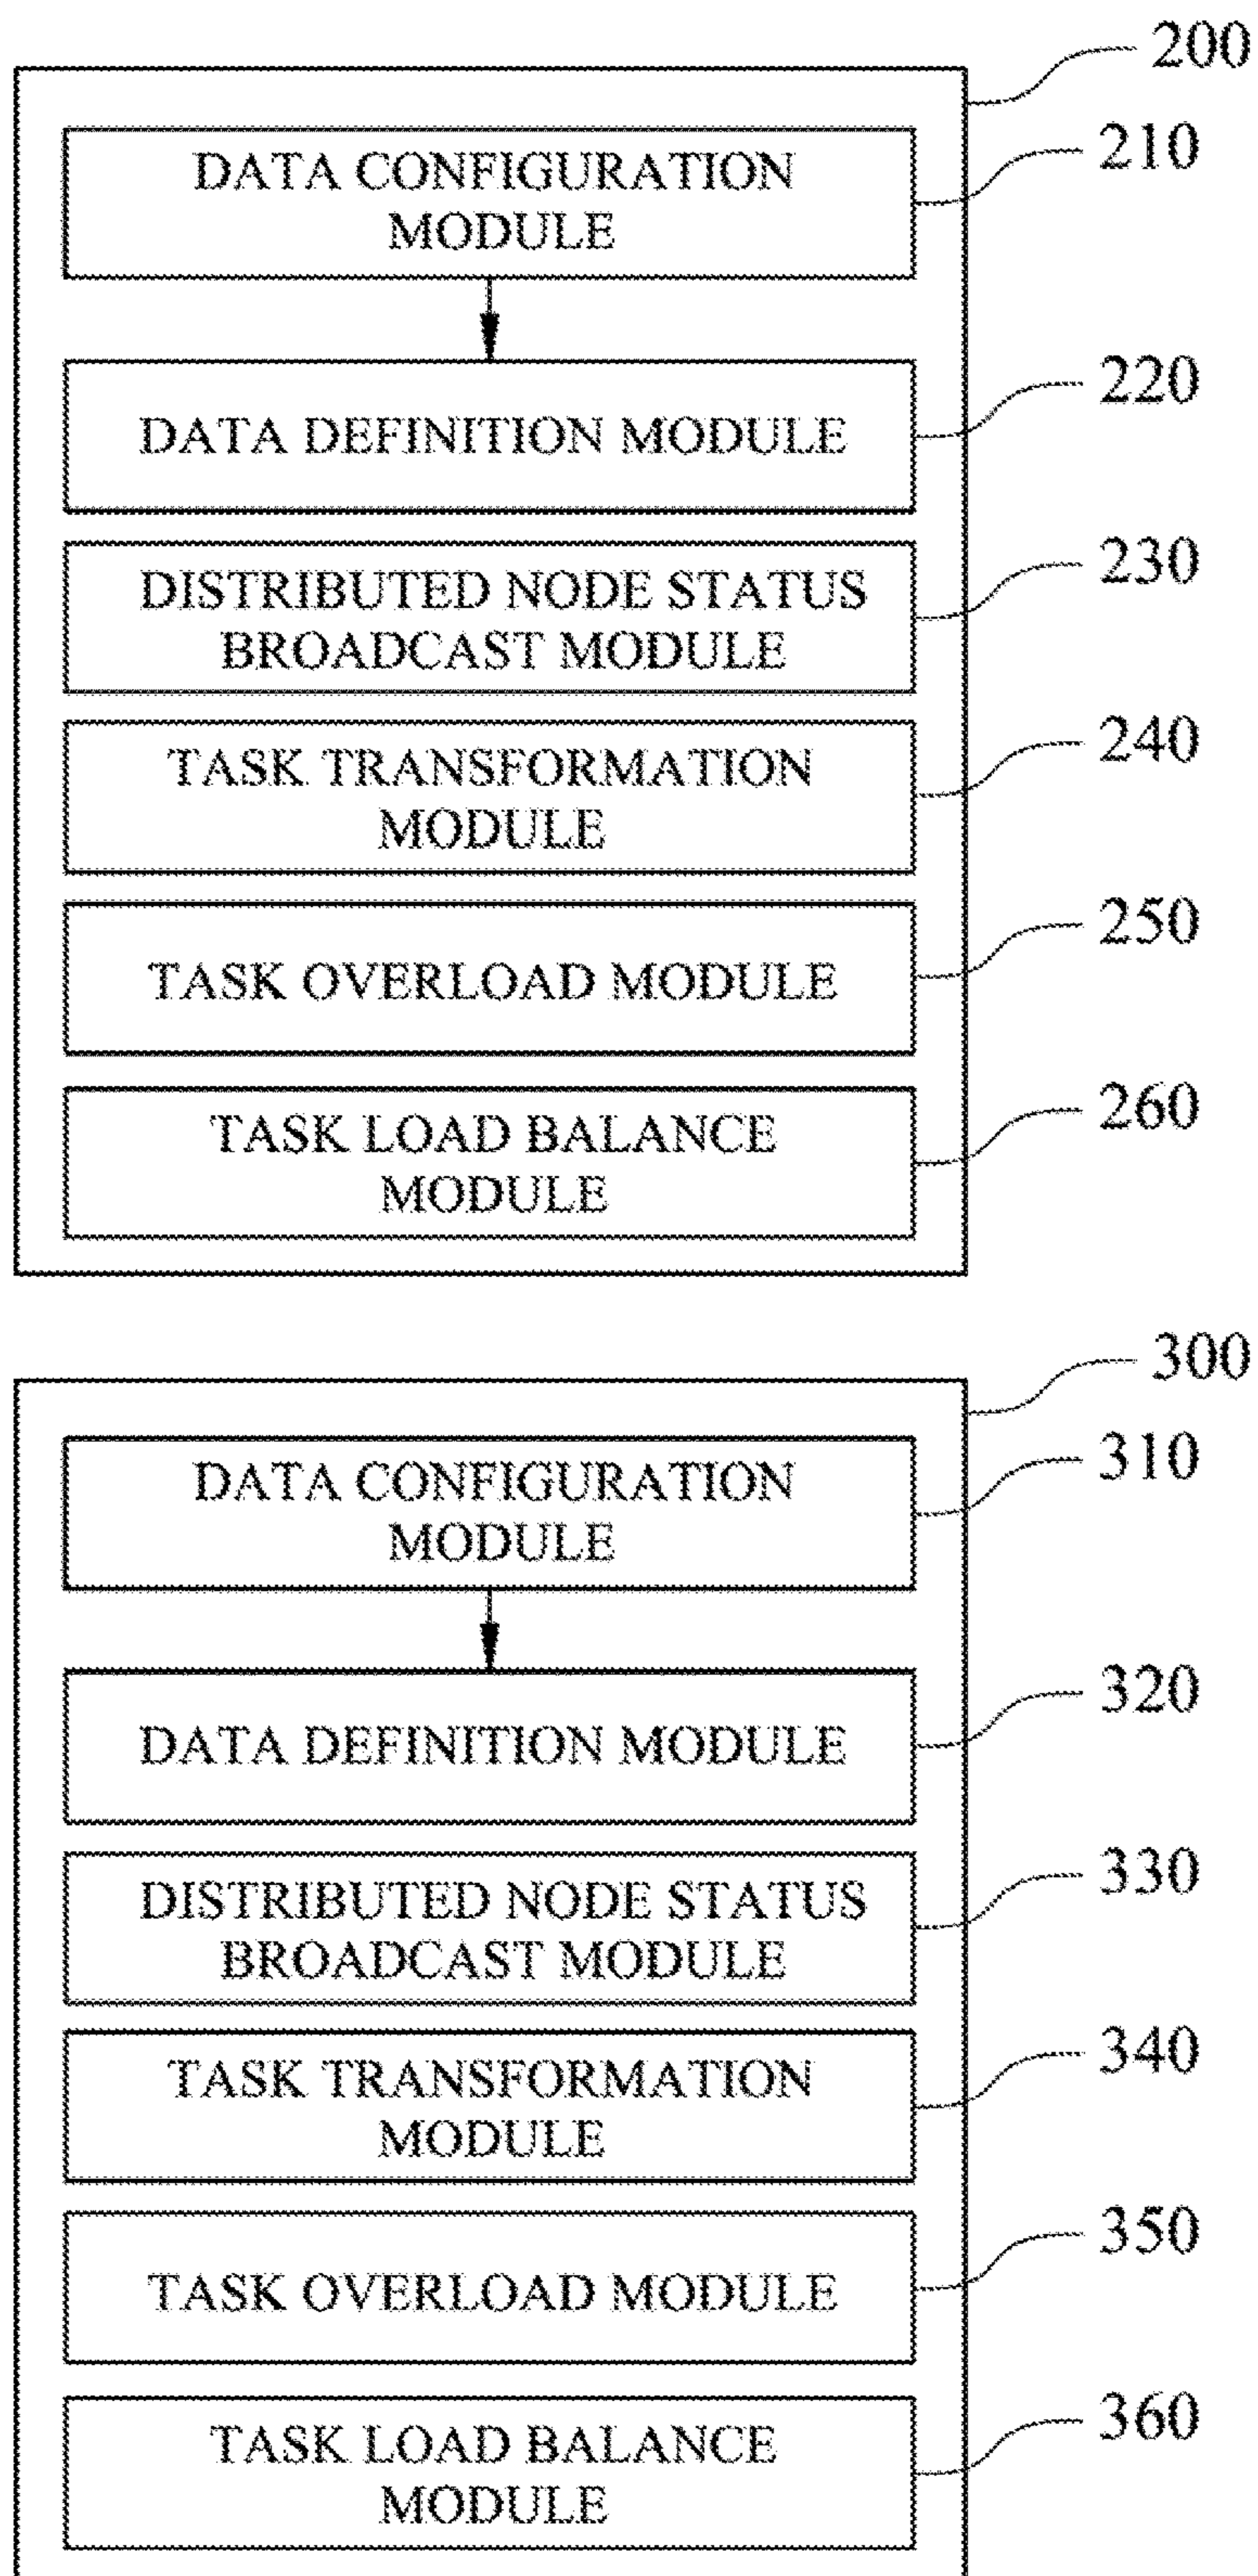 200
DATA CONFIGURATION
MODULE
210
DATA DEFINITION MODULE
220
DISTRIBUTED NODE STATUS
BROADCAST MODULE
230
TASK TRANSFORMATION
MODULE
240
TASK OVERLOAD MODULE
250
TASK LOAD BALANCE
MODULE
260
300
DATA CONFIGURATION
MODULE
310
DATA DEFINITION MODULE
320
DISTRIBUTED NODE STATUS
BROADCAST MODULE
330
TASK TRANSFORMATION
MODULE
340
TASK OVERLOAD MODULE
350
TASK LOAD BALANCE
MODULE
360